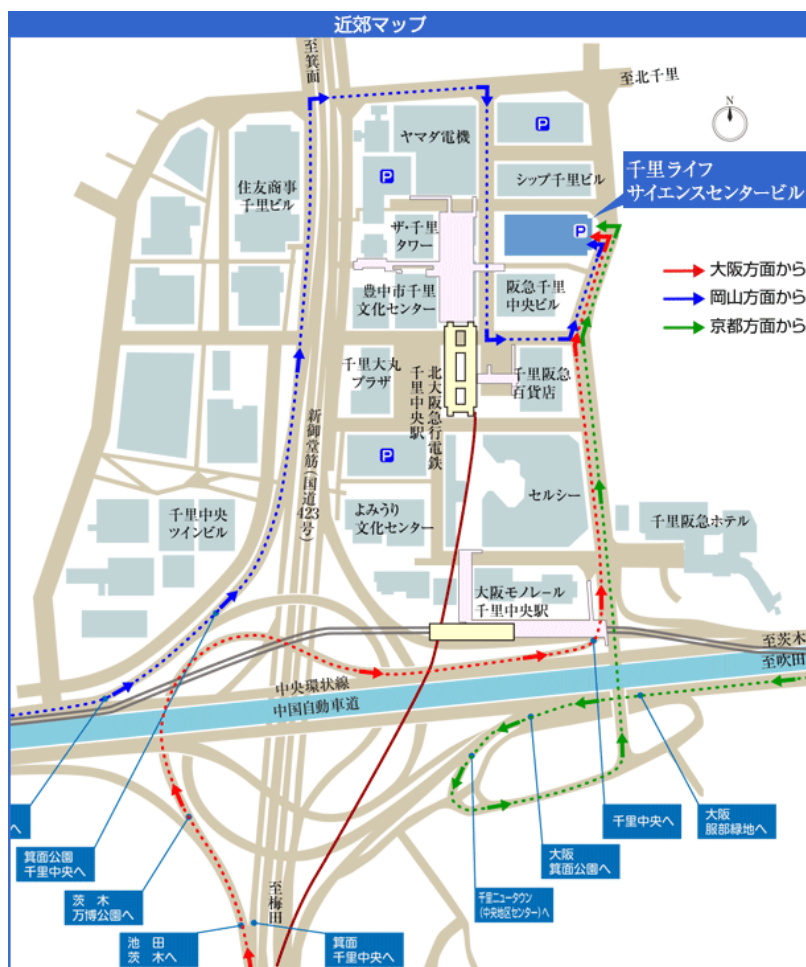 近郊マップ
至箕面
至北千里
N
ヤマダ電機
P
住友商事
千里ビル
P
シップ千里ビル
千里ライフ
サイエンスセンタービル
P
ザ・千里
タワー
大阪方面から
岡山方面から
京都方面から
豊中市千里
文化センター
阪急千里
中央ビル
千里大丸
プラザ
北大阪急行電鉄
千里中央駅
千里阪急
百貨店
新御堂筋(国道423号)
P
セルシー
千里中央
ツインビル
よみうり
文化センター
千里阪急ホテル
大阪モノレール
千里中央駅
至茨木
至吹田
中央環状線
中国自動車道
へ
箕面公園
千里中央へ
茨 木
万博公園へ
池 田
茨 木へ
至梅田
箕面
千里中央へ
千里ニュータウン
(中央地区センター)へ
大阪
箕面公園へ
千里中央へ
大阪
服部緑地へ